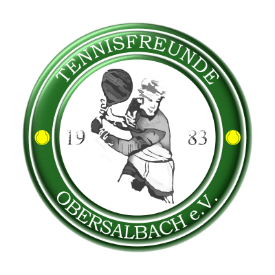 TENNISFREUNDE
19 83
OBERSALBACH e.V.